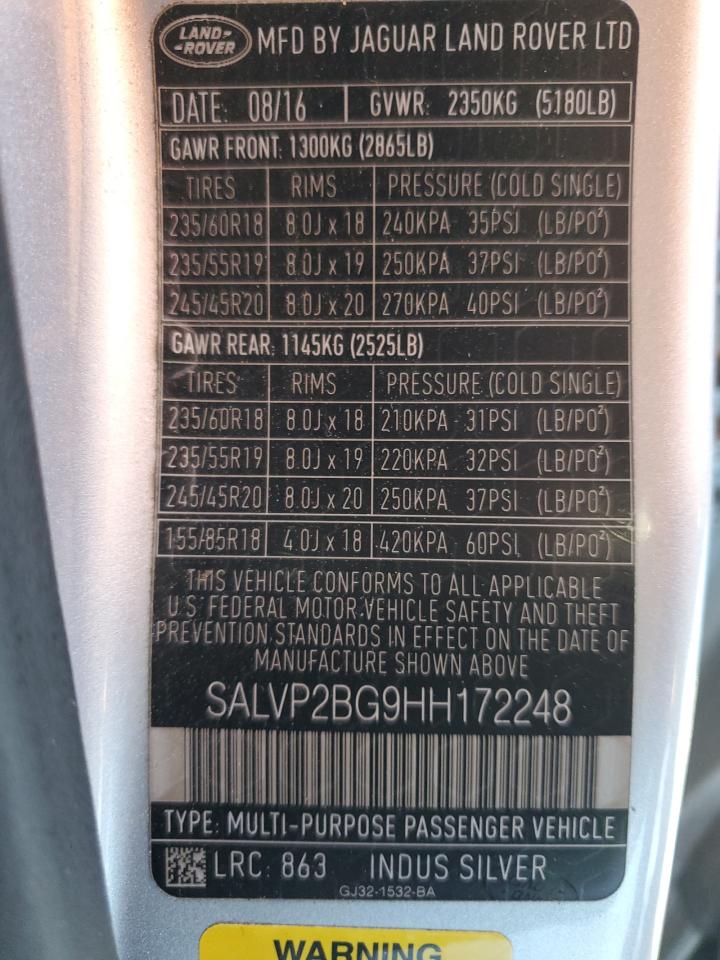 LAND-
-ROVER
MFD BY JAGUAR LAND ROVER LTD
DATE: 08/16 GVWR: 2350KG (5180LB)
GAWR FRONT: 1300KG (2865LB)
TIRES RIMS PRESSURE (COLD SINGLE)
235/60R18 8.0J x 18 240KPA 35PSI (LB/PO²)
235/55R19 8.0J x 19 250KPA 37PSI (LB/PO²)
245/45R20 8.0J x 20 270KPA 40PSI (LB/PO²)
GAWR REAR: 1145KG (2525LB)
TIRES RIMS PRESSURE (COLD SINGLE)
235/60R18 8.0J x 18 210KPA 31PSI (LB/PO²)
235/55R19 8.0J x 19 220KPA 32PSI (LB/PO²)
245/45R20 8.0J x 20 250KPA 37PSI (LB/PO²)
155/85R18 4.0J x 18 420KPA 60PSI (LB/PO²)
THIS VEHICLE CONFORMS TO ALL APPLICABLE
U.S. FEDERAL MOTOR VEHICLE SAFETY AND THEFT
PREVENTION STANDARDS IN EFFECT ON THE DATE OF
MANUFACTURE SHOWN ABOVE
SALVP2BG9HH172248
TYPE: MULTI-PURPOSE PASSENGER VEHICLE
LRC: 863 INDUS SILVER
GJ32-1532-BA
WARNING